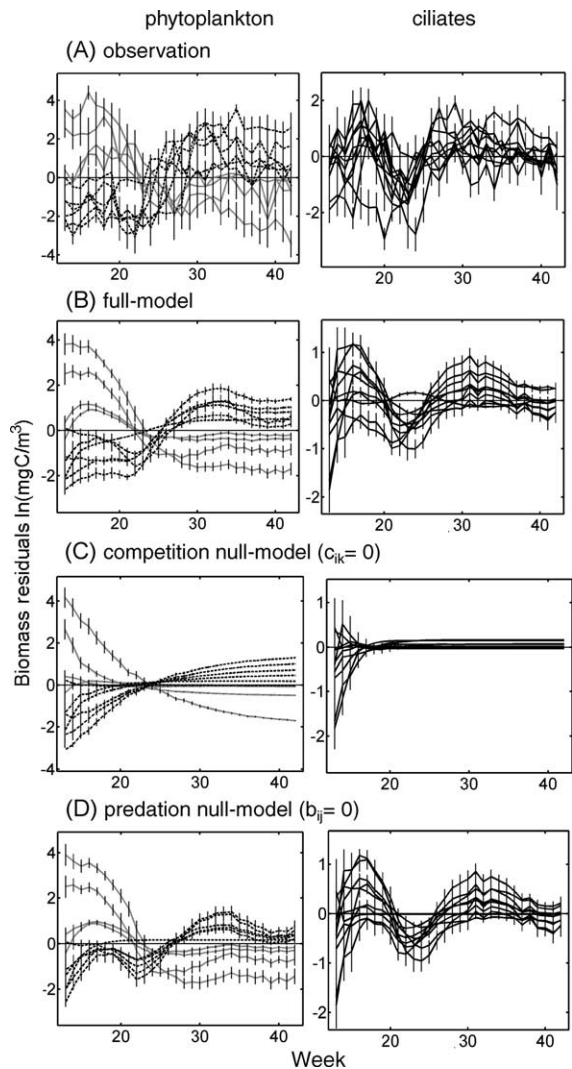 phytoplankton ciliates
(A) observation
4
2
0
-2
-4
20 30 40
2
0
-2
20 30 40
(B) full-model
4
2
0
-2
20 30 40
1
0
-1
-2
20 30 40
(C) competition null-model (cik= 0)
4
2
0
-2
-4
20 30 40
1
0
-1
-2
20 30 40
(D) predation null-model (bij= 0)
4
2
0
-2
20 30 40
1
0
-1
-2
20 30 40
Biomass residuals ln(mgC/m³)
Week